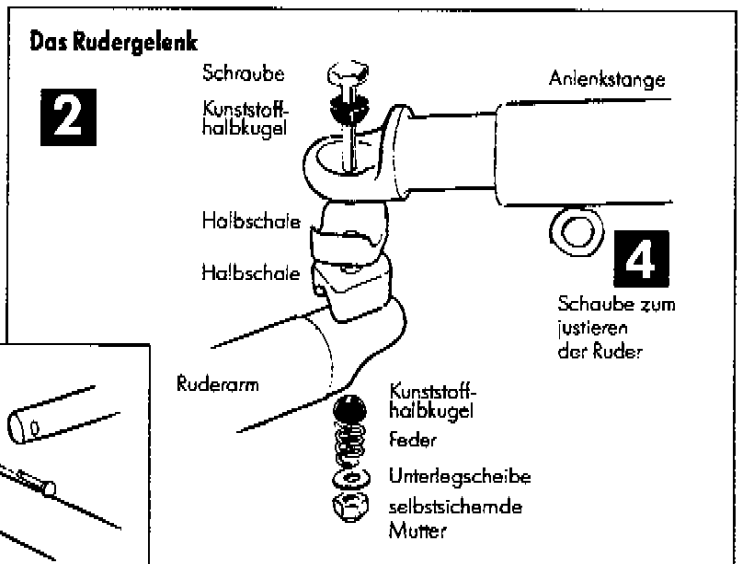 Das Rudergelenk
2
Schraube
Kunststoff-
halbkugel
Anlenkstange
Halbschale
Halbschale
4
Schaube zum
justieren
der Ruder
Ruderarm
Kunststoff-
halbkugel
Feder
Unterlegscheibe
selbstsichernde
Mutter